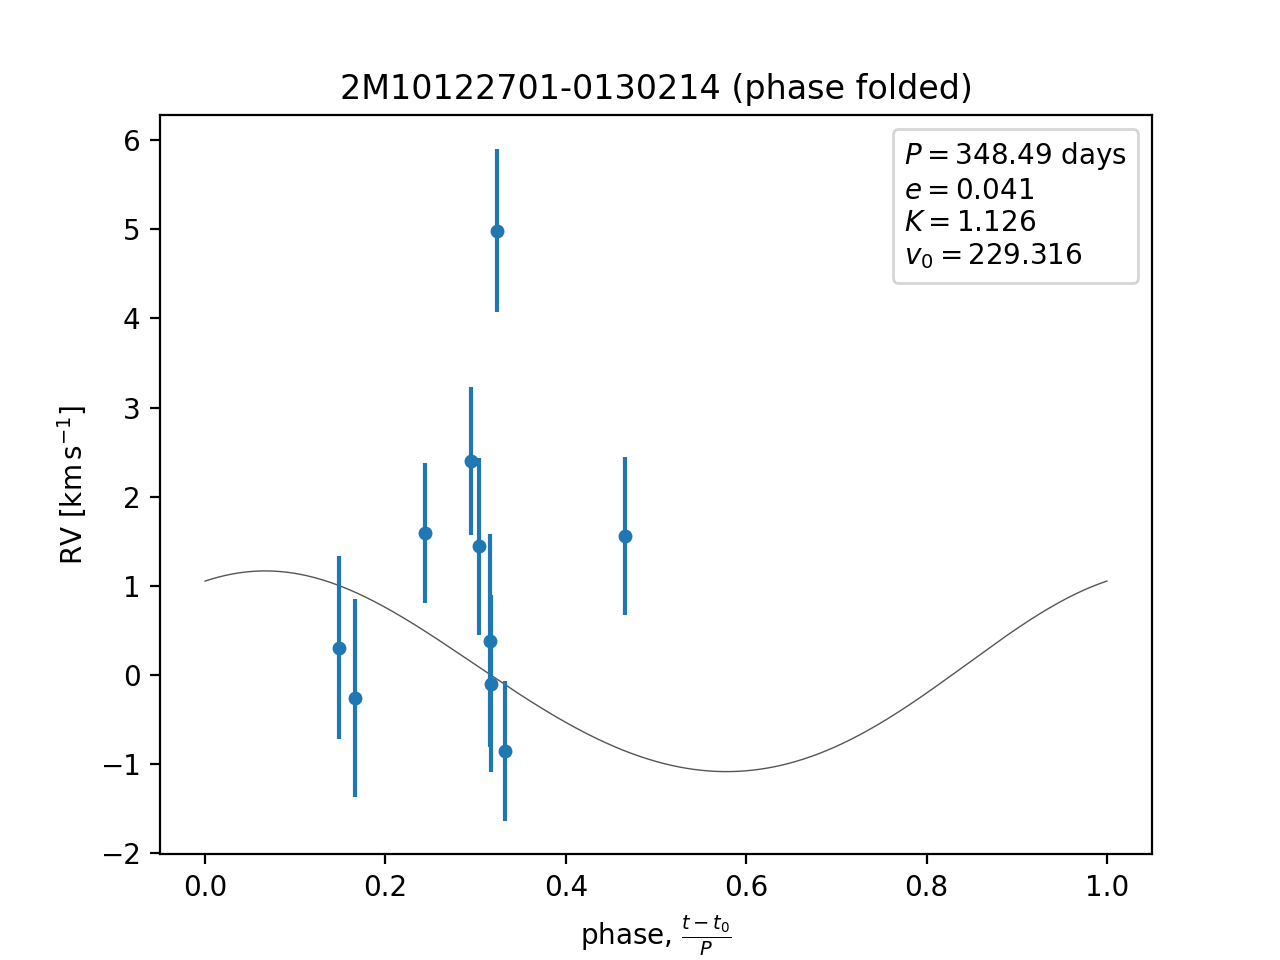 2M10122701-0130214 (phase folded)
P = 348.49 days
e = 0.041
K = 1.126
v₀ = 229.316
RV [km s⁻¹]
6
5
4
3
2
1
0
−1
−2
0.0 0.2 0.4 0.6 0.8 1.0
phase, (t − t₀)/P